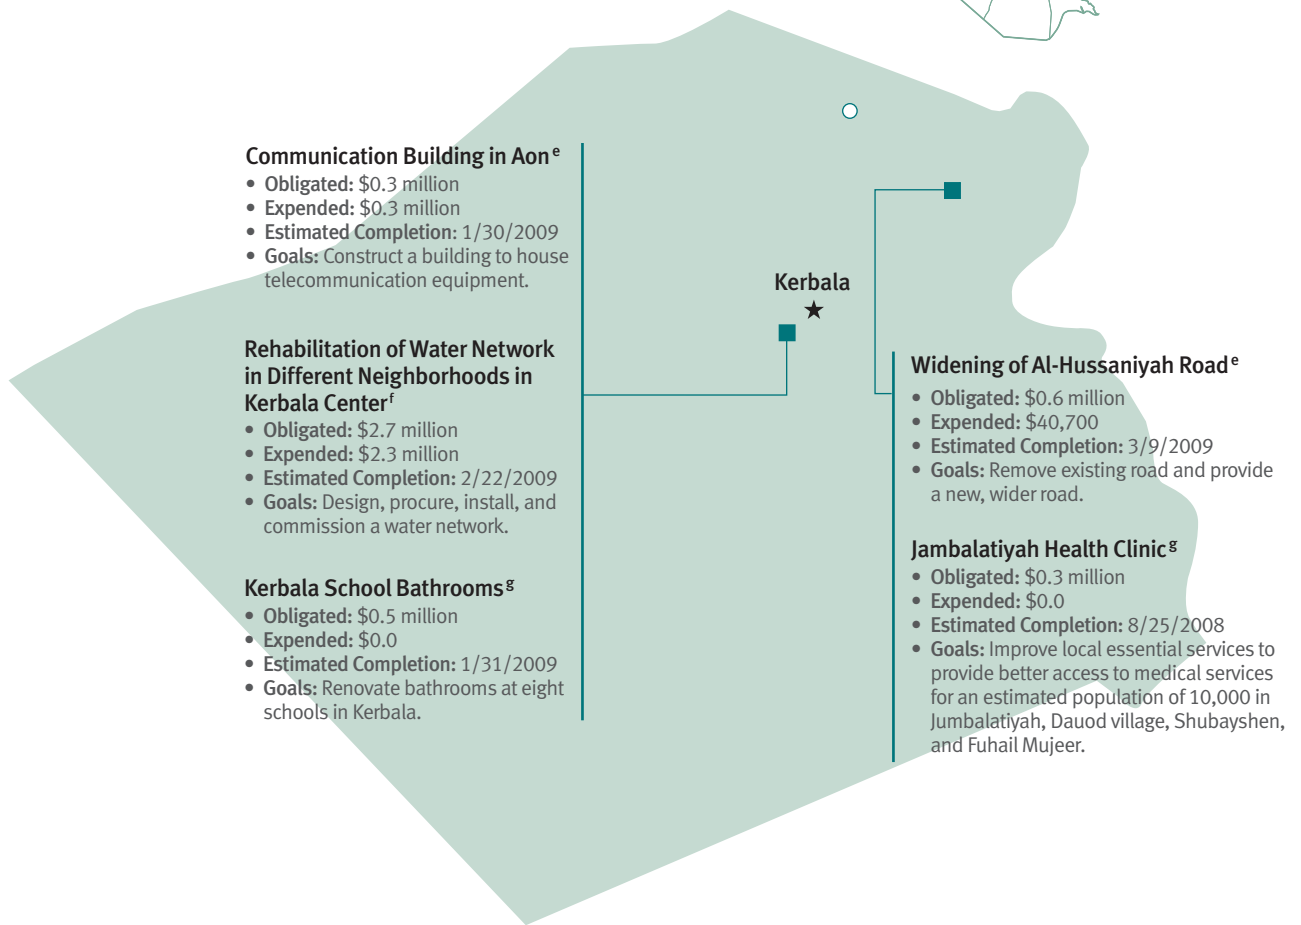 Communication Building in Aon e
• Obligated: $0.3 million
• Expended: $0.3 million
• Estimated Completion: 1/30/2009
• Goals: Construct a building to house
telecommunication equipment.
Rehabilitation of Water Network
in Different Neighborhoods in
Kerbala Center f
• Obligated: $2.7 million
• Expended: $2.3 million
• Estimated Completion: 2/22/2009
• Goals: Design, procure, install, and
commission a water network.
Kerbala School Bathrooms g
• Obligated: $0.5 million
• Expended: $0.0
• Estimated Completion: 1/31/2009
• Goals: Renovate bathrooms at eight
schools in Kerbala.
Kerbala
Widening of Al-Hussaniyah Road e
• Obligated: $0.6 million
• Expended: $40,700
• Estimated Completion: 3/9/2009
• Goals: Remove existing road and provide
a new, wider road.
Jambalatiyah Health Clinic g
• Obligated: $0.3 million
• Expended: $0.0
• Estimated Completion: 8/25/2008
• Goals: Improve local essential services to
provide better access to medical services
for an estimated population of 10,000 in
Jumbalatiyah, Dauod village, Shubayshen,
and Fuhail Mujeer.